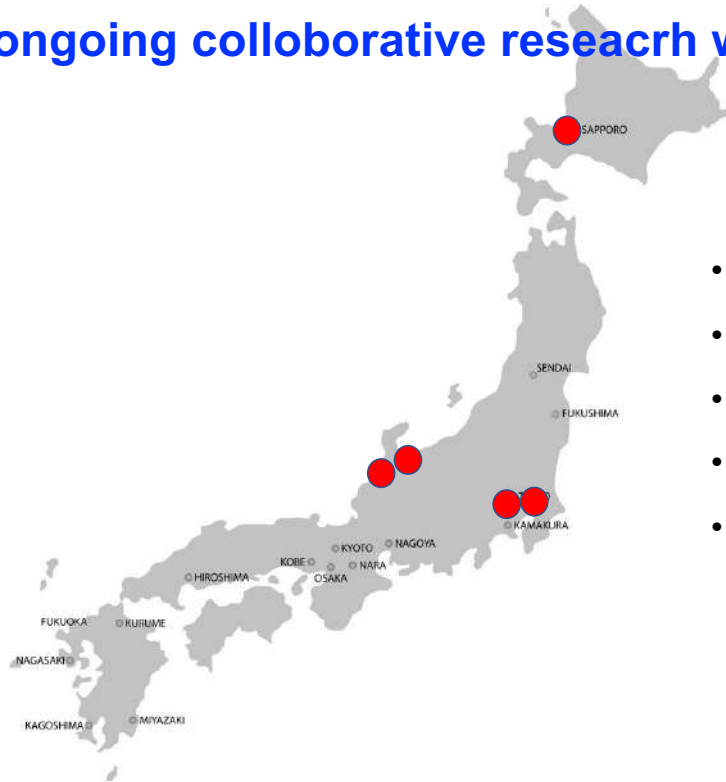 ongoing colloborative reseacrh
SAPPORO
SENDAI
FUKUSHIMA
KAMAKURA
NAGOYA
KYOTO
KOBE
NARA
OSAKA
HIROSHIMA
FUKUOKA
KURUME
NAGASAKI
MIYAZAKI
KAGOSHIMA